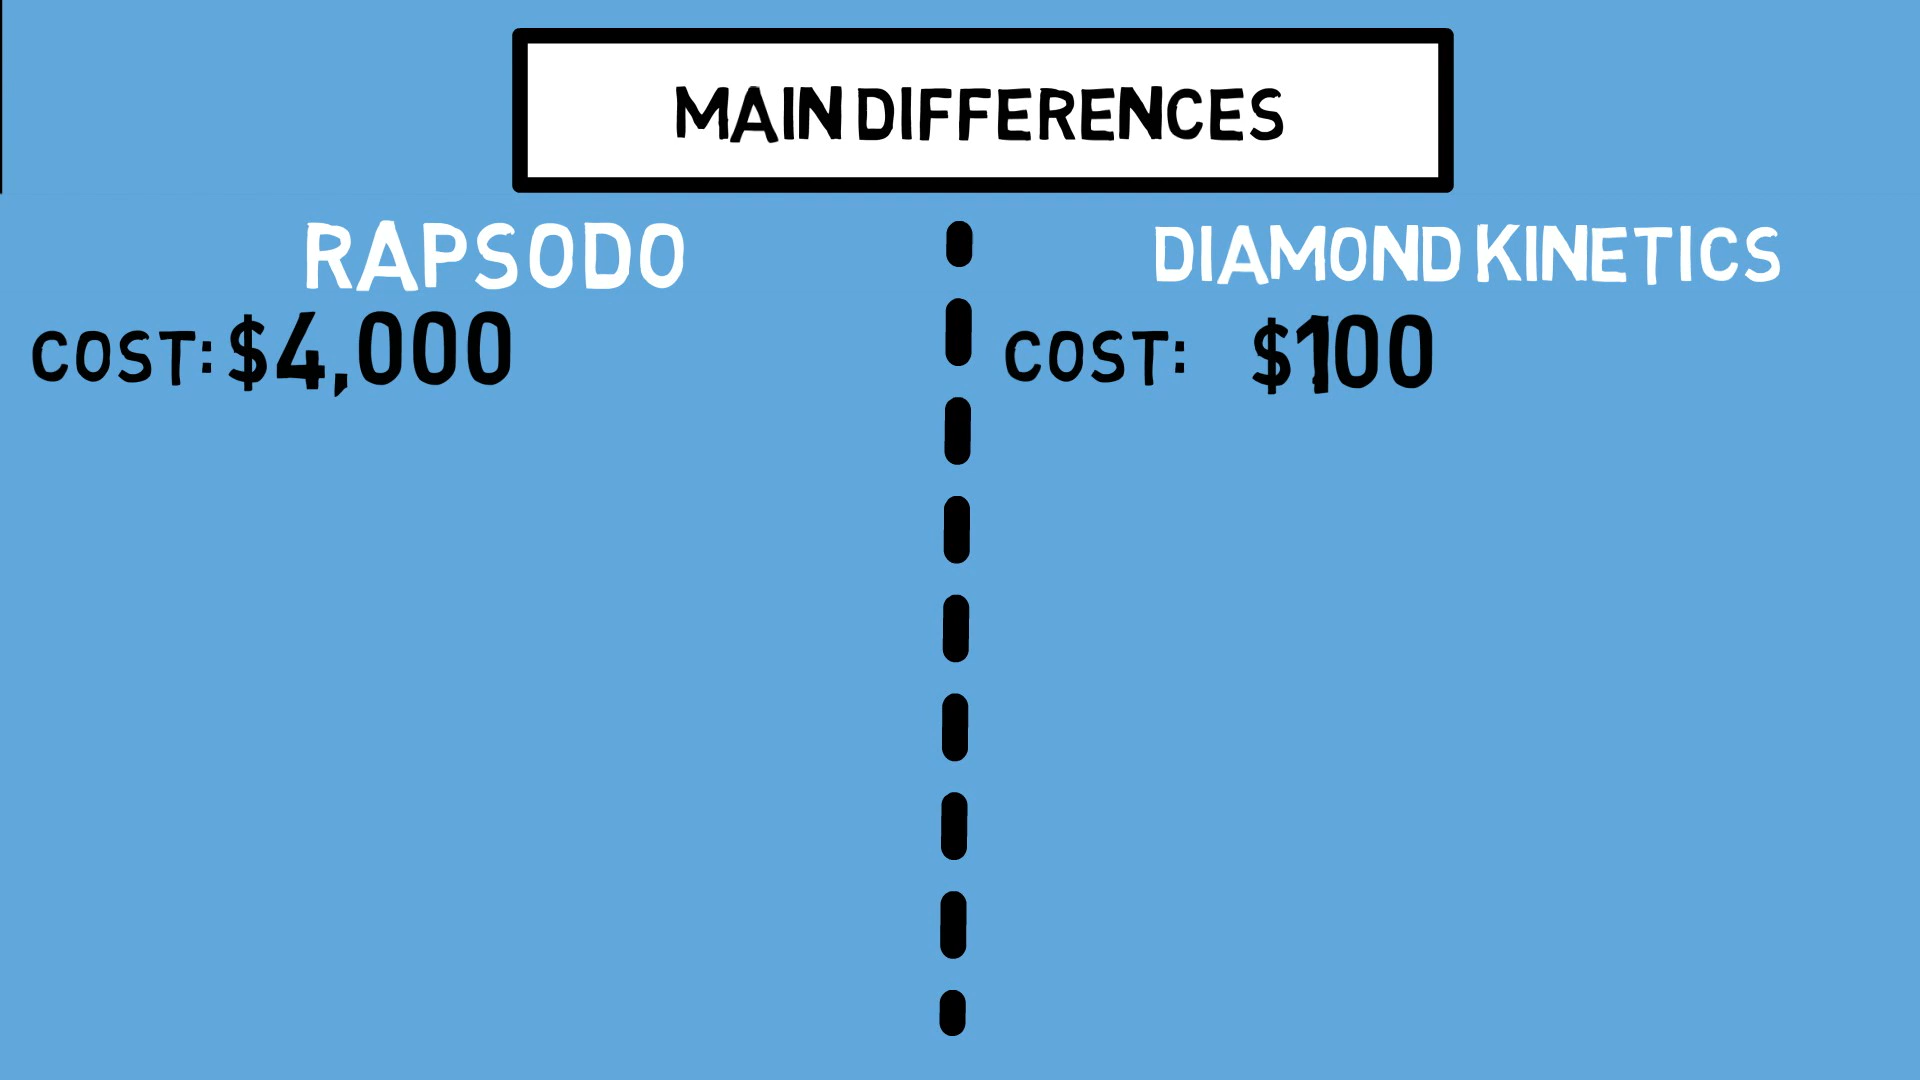 MAIN DIFFERENCES
RAPSODO
COST: $4,000
DIAMOND KINETICS
COST: $100